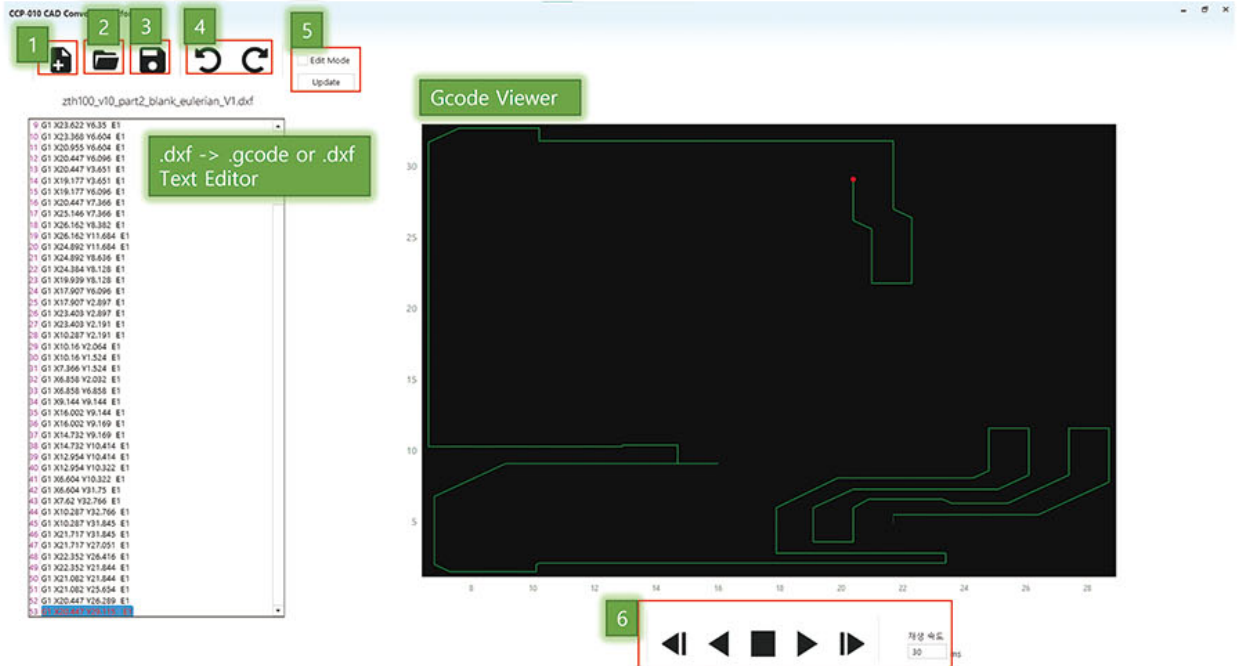 CCP-010 CAD
1
2
3
4
5
Edit Mode
Update
zth100_v10_part2_blank_eulerian_V1.dxf
Gcode Viewer
.dxf -> .gcode or .dxf
Text Editor
9 G1 X23.622 Y6.35 E1
10 G1 X23.368 Y6.604 E1
11 G1 X20.955 Y6.604 E1
12 G1 X20.447 Y6.096 E1
13 G1 X20.447 Y3.651 E1
14 G1 X19.177 Y3.651 E1
15 G1 X19.177 Y6.096 E1
16 G1 X20.447 Y7.366 E1
17 G1 X25.146 Y7.366 E1
18 G1 X26.162 Y8.382 E1
19 G1 X26.162 Y11.684 E1
20 G1 X24.892 Y11.684 E1
21 G1 X24.892 Y8.636 E1
22 G1 X24.384 Y8.128 E1
23 G1 X19.939 Y8.128 E1
24 G1 X17.907 Y6.096 E1
25 G1 X17.907 Y2.897 E1
26 G1 X23.403 Y2.897 E1
27 G1 X23.403 Y2.191 E1
28 G1 X10.287 Y2.191 E1
29 G1 X10.16 Y2.064 E1
30 G1 X10.16 Y1.524 E1
31 G1 X7.366 Y1.524 E1
32 G1 X6.858 Y2.032 E1
33 G1 X6.858 Y6.858 E1
34 G1 X9.144 Y9.144 E1
35 G1 X16.002 Y9.144 E1
36 G1 X16.002 Y9.169 E1
37 G1 X14.732 Y9.169 E1
38 G1 X14.732 Y10.414 E1
39 G1 X12.954 Y10.414 E1
40 G1 X12.954 Y10.322 E1
41 G1 X6.604 Y10.322 E1
42 G1 X6.604 Y31.75 E1
43 G1 X7.62 Y32.766 E1
44 G1 X10.287 Y32.766 E1
45 G1 X10.287 Y31.845 E1
46 G1 X21.717 Y31.845 E1
47 G1 X21.717 Y27.051 E1
48 G1 X22.352 Y26.416 E1
49 G1 X22.352 Y21.844 E1
50 G1 X21.082 Y21.844 E1
51 G1 X21.082 Y25.654 E1
52 G1 X20.447 Y26.289 E1
53
30
25
20
15
10
5
8 10 12 14 16 18 20 22 24 26 28
6
재생 속도
30 ms